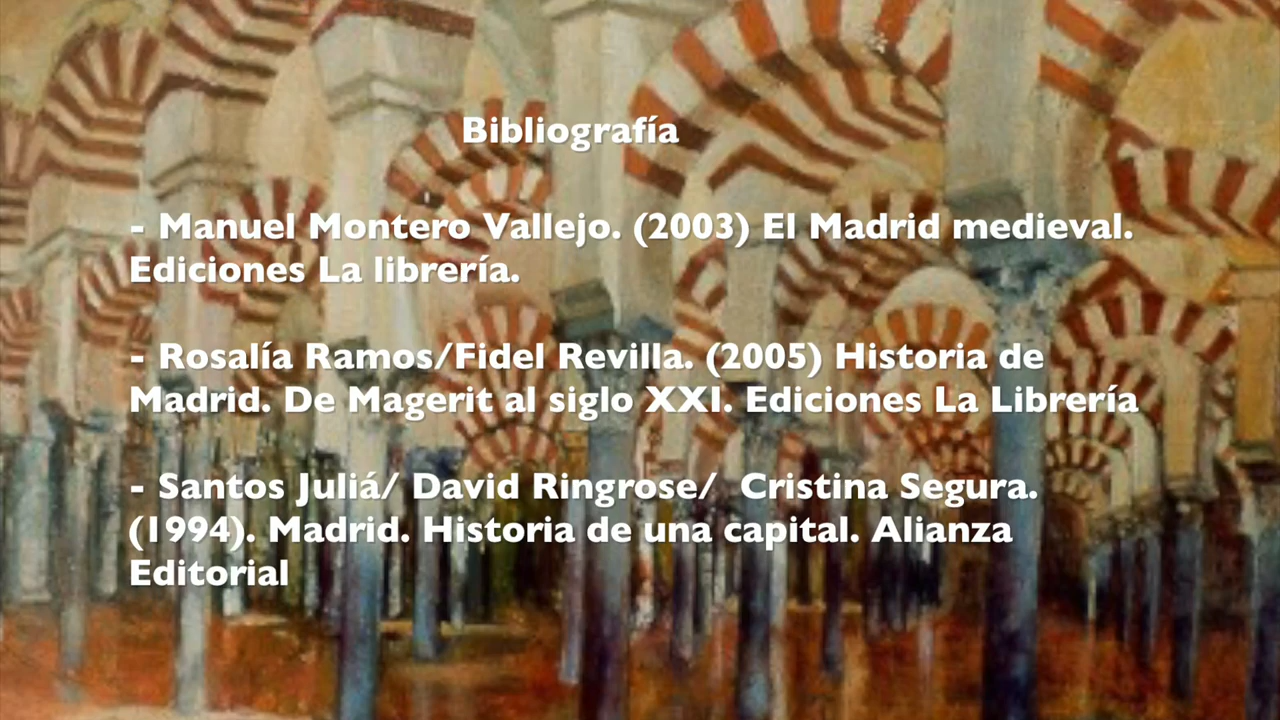 Bibliografía
- Manuel Montero Vallejo. (2003) El Madrid medieval.
Ediciones La librería.
- Rosalía Ramos/Fidel Revilla. (2005) Historia de
Madrid. De Magerit al siglo XXI. Ediciones La Librería
- Santos Juliá/ David Ringrose/  Cristina Segura.
(1994). Madrid. Historia de una capital. Alianza
Editorial